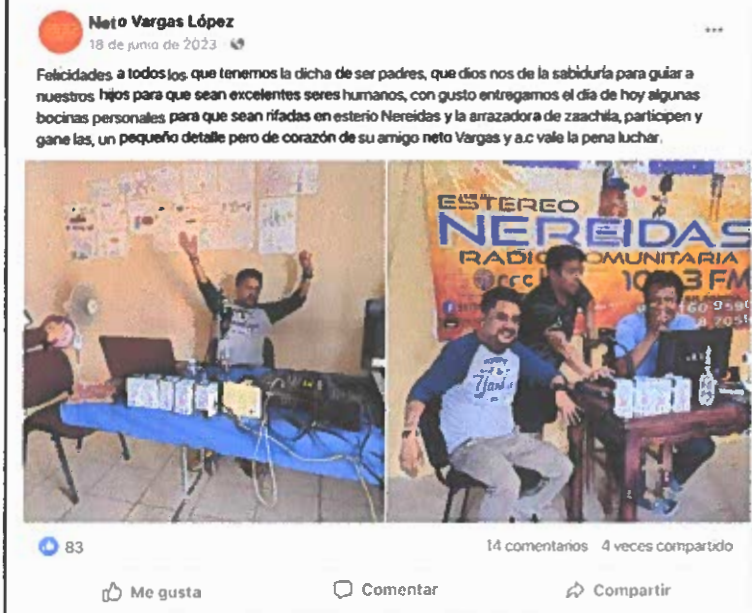 Neto Vargas López
18 de junio de 2023
Felicidades a todos los que tenemos la dicha de ser padres, que dios nos de la sabiduría para guiar a
nuestros hijos para que sean excelentes seres humanos, con gusto entregamos el día de hoy algunas
bocinas personales para que sean rifadas en esterio Nereidas y la arrazadora de zaachila, participen y
gane las, un pequeño detalle pero de corazón de su amigo neto Vargas y a.c vale la pena luchar.
ESTEREO
NEREIDAS
RADIO COMUNITARIA
3 FM
83
14 comentarios 4 veces compartido
Me gusta Comentar Compartir